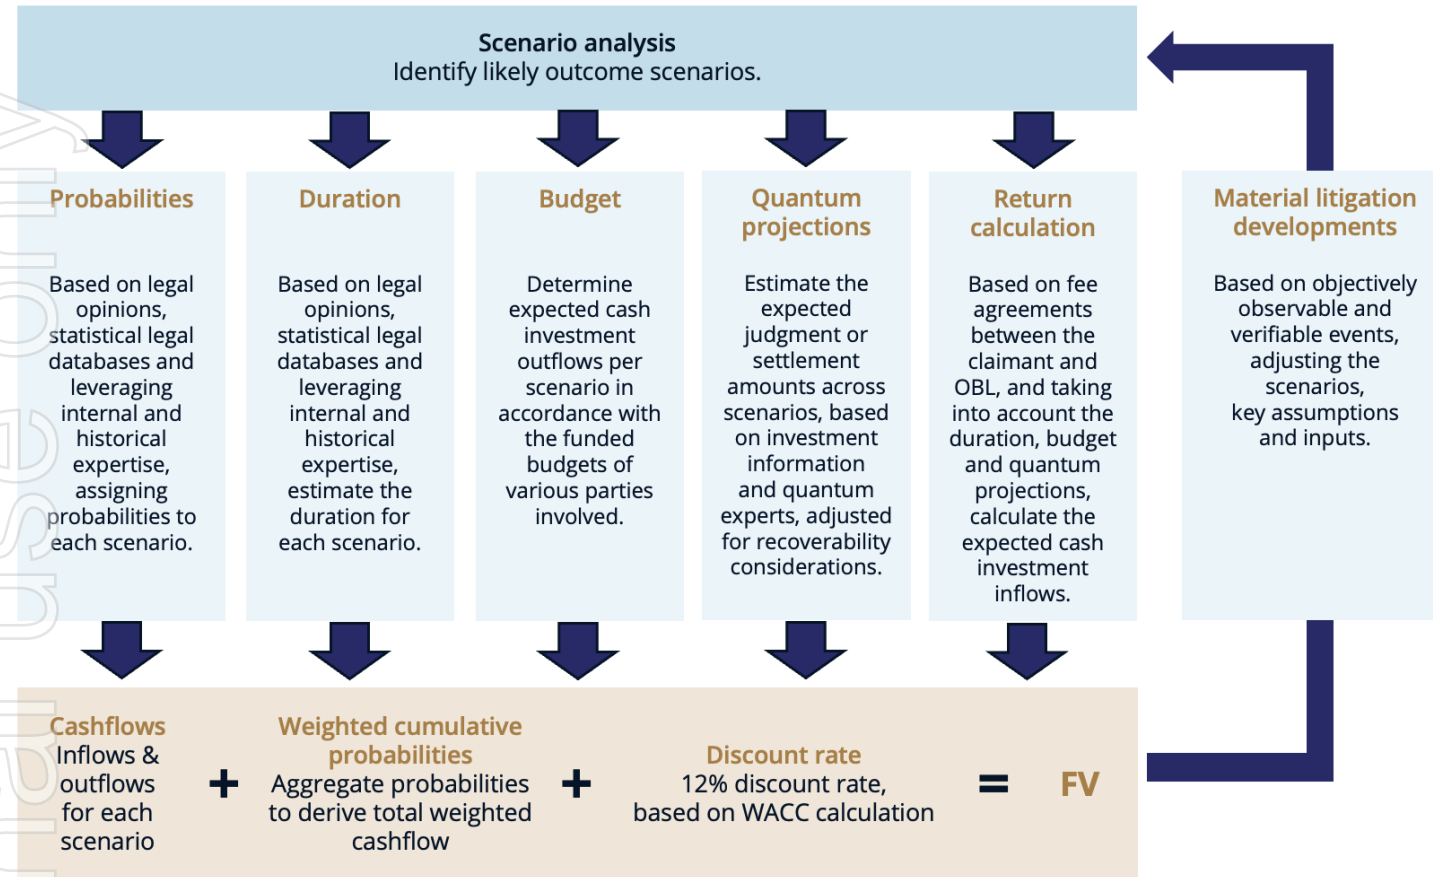 Scenario analysis
Identify likely outcome scenarios.
Probabilities
Based on legal
opinions,
statistical legal
databases and
leveraging
internal and
historical
expertise,
assigning
probabilities to
each scenario.
Duration
Based on legal
opinions,
statistical legal
databases and
leveraging
internal and
historical
expertise,
estimate the
duration for
each scenario.
Budget
Determine
expected cash
investment
outflows per
scenario in
accordance with
the funded
budgets of
various parties
involved.
Quantum
projections
Estimate the
expected
judgment or
settlement
amounts across
scenarios, based
on investment
information
and quantum
experts, adjusted
for recoverability
considerations.
Return
calculation
Based on fee
agreements
between the
claimant and
OBL, and taking
into account the
duration, budget
and quantum
projections,
calculate the
expected cash
investment
inflows.
Material litigation
developments
Based on objectively
observable and
verifiable events,
adjusting the
scenarios,
key assumptions
and inputs.
Cashflows
Inflows &
outflows
for each
scenario
+
Weighted cumulative
probabilities
Aggregate probabilities
to derive total weighted
cashflow
+
Discount rate
12% discount rate,
based on WACC calculation
=
FV
use only